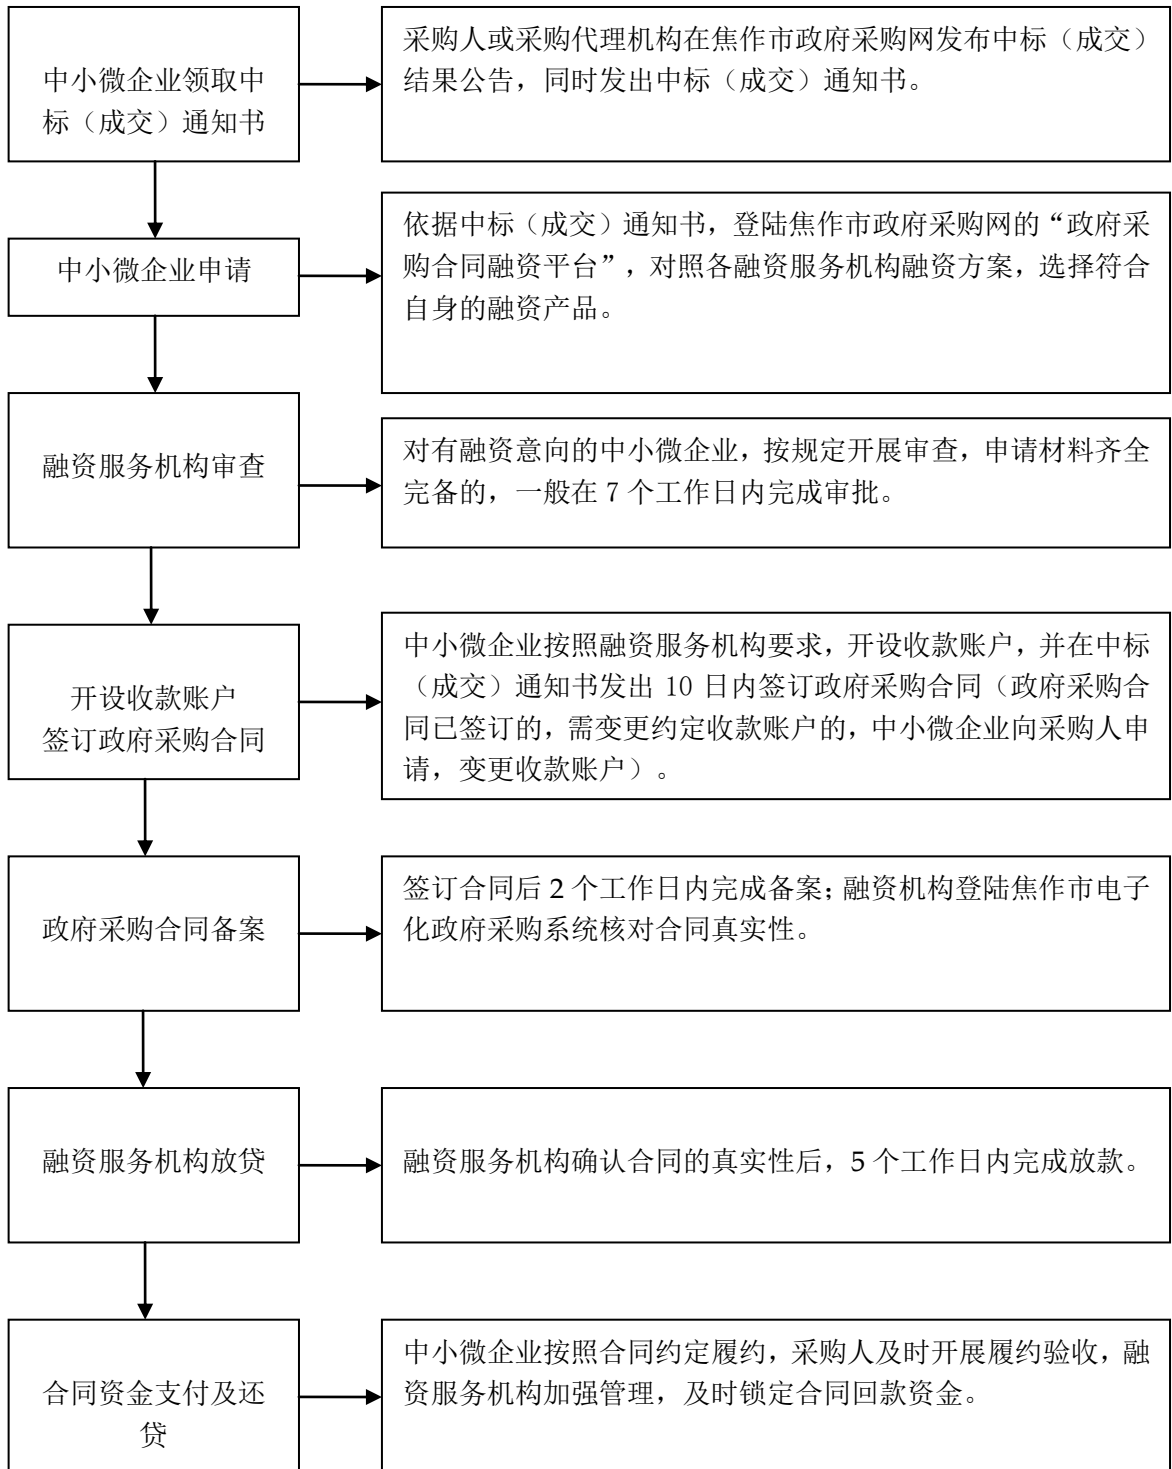 中小微企业领取中
标（成交）通知书
采购人或采购代理机构在焦作市政府采购网发布中标（成交）
结果公告，同时发出中标（成交）通知书。
中小微企业申请
依据中标（成交）通知书，登陆焦作市政府采购网的“政府采
购合同融资平台”，对照各融资服务机构融资方案，选择符合
自身的融资产品。
融资服务机构审查
对有融资意向的中小微企业，按规定开展审查，申请材料齐全
完备的，一般在 7 个工作日内完成审批。
开设收款账户
签订政府采购合同
中小微企业按照融资服务机构要求，开设收款账户，并在中标
（成交）通知书发出 10 日内签订政府采购合同（政府采购合
同已签订的，需变更约定收款账户的，中小微企业向采购人申
请，变更收款账户）。
政府采购合同备案
签订合同后 2 个工作日内完成备案；融资机构登陆焦作市电子
化政府采购系统核对合同真实性。
融资服务机构放贷
融资服务机构确认合同的真实性后，5 个工作日内完成放款。
合同资金支付及还
贷
中小微企业按照合同约定履约，采购人及时开展履约验收，融
资服务机构加强管理，及时锁定合同回款资金。